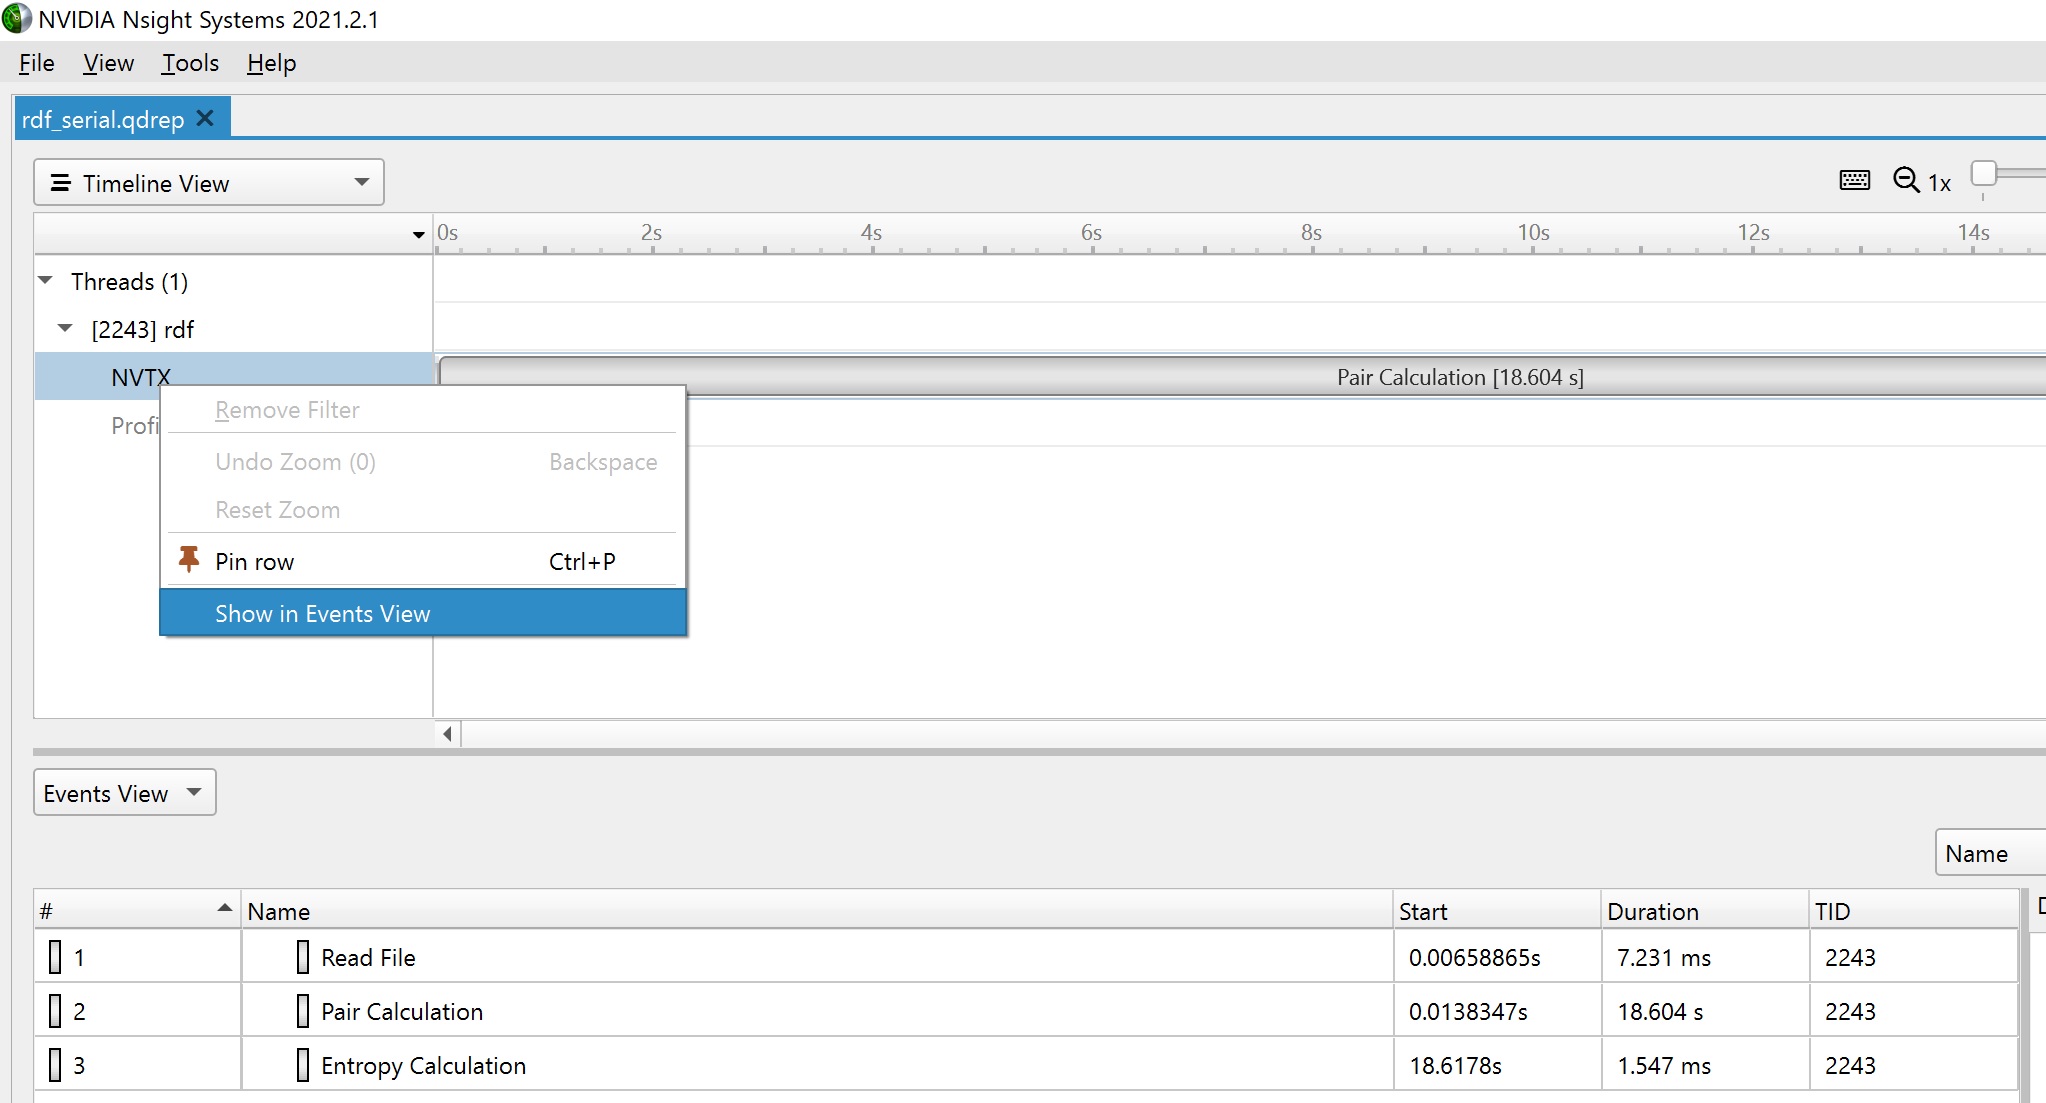 NVIDIA Nsight Systems 2021.2.1
File View Tools Help
rdf_serial.qdrep
Timeline View
1x
0s 2s 4s 6s 8s 10s 12s 14s
Threads (1)
[2243] rdf
NVTX
Pair Calculation [18.604 s]
Profi
Remove Filter
Undo Zoom (0) Backspace
Reset Zoom
Pin row Ctrl+P
Show in Events View
Events View
Name
# Name Start Duration TID
1 Read File 0.00658865s 7.231 ms 2243
2 Pair Calculation 0.0138347s 18.604 s 2243
3 Entropy Calculation 18.6178s 1.547 ms 2243